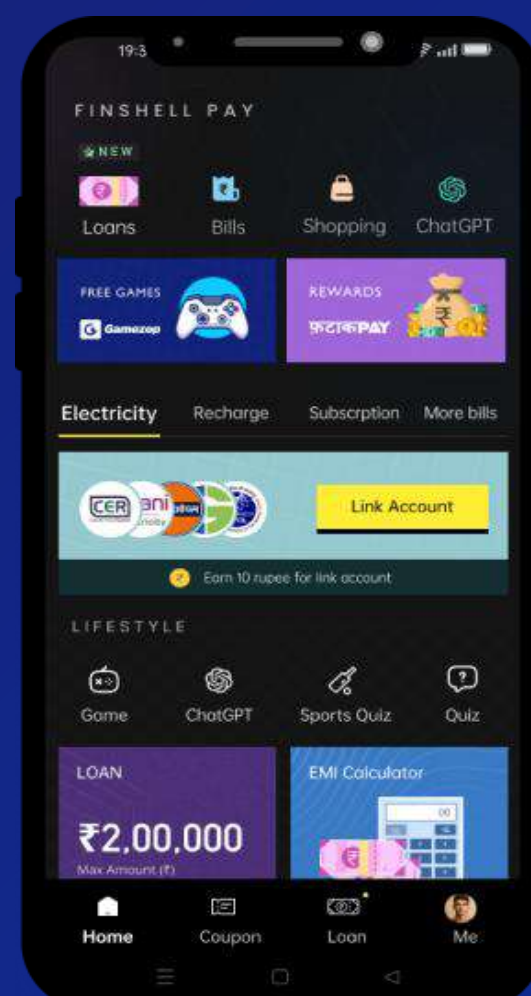 19:3
FINSHELL PAY
NEW
Loans Bills Shopping ChatGPT
FREE GAMES
Gamezop
REWARDS
फ़टाकPAY
Electricity Recharge Subscrption More bills
CER
Link Account
Earn 10 rupee for link account
LIFESTYLE
Game ChatGPT Sports Quiz Quiz
LOAN
₹2,00,000
Max Amount (₹)
EMI Calculator
00
Home Coupon Loan Me